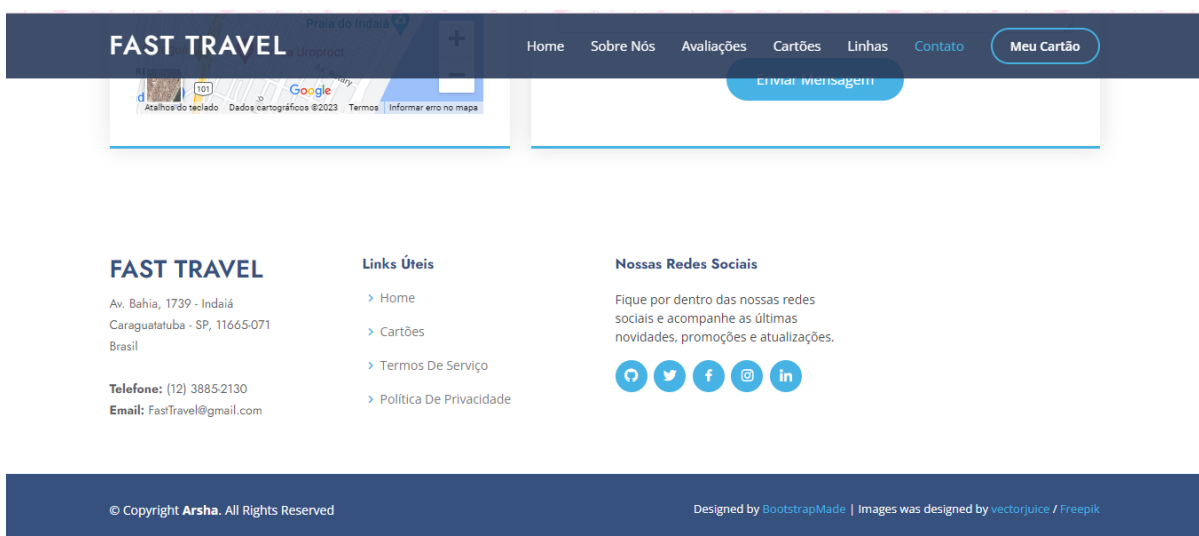 Praia do Indaiá
FAST TRAVEL
Home Sobre Nós Avaliações Cartões Linhas Contato Meu Cartão
Uroproct
Enviar Mensagem
101
Google
Atalhos do teclado Dados cartográficos ©2023 Termos Informar erro no mapa
FAST TRAVEL
Av. Bahia, 1739 - Indaiá
Caraguatatuba - SP, 11665-071
Brasil
Telefone: (12) 3885-2130
Email: FastTravel@gmail.com
Links Úteis
Home
Cartões
Termos De Serviço
Política De Privacidade
Nossas Redes Sociais
Fique por dentro das nossas redes
sociais e acompanhe as últimas
novidades, promoções e atualizações.
© Copyright Arsha. All Rights Reserved
Designed by BootstrapMade | Images was designed by vectorjuice / Freepik